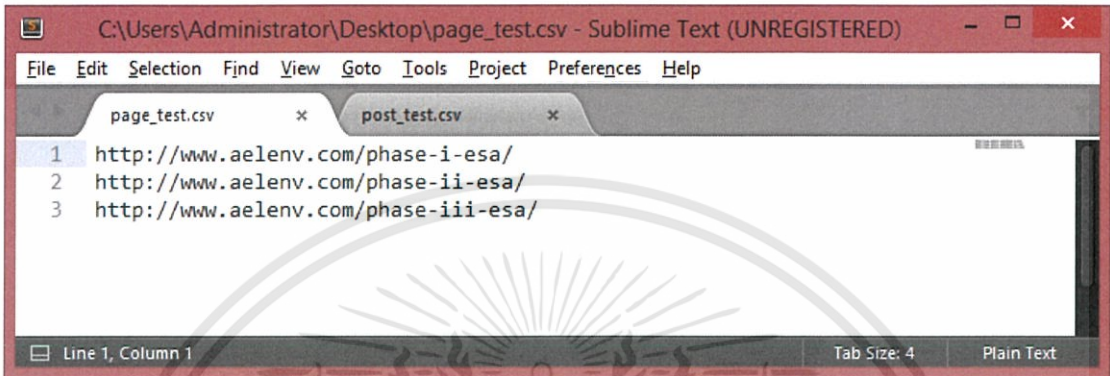 C:\Users\Administrator\Desktop\page_test.csv - Sublime Text (UNREGISTERED)
File Edit Selection Find View Goto Tools Project Preferences Help
page_test.csv post_test.csv
1 http://www.aelenv.com/phase-i-esa/
2 http://www.aelenv.com/phase-ii-esa/
3 http://www.aelenv.com/phase-iii-esa/
Line 1, Column 1 Tab Size: 4 Plain Text